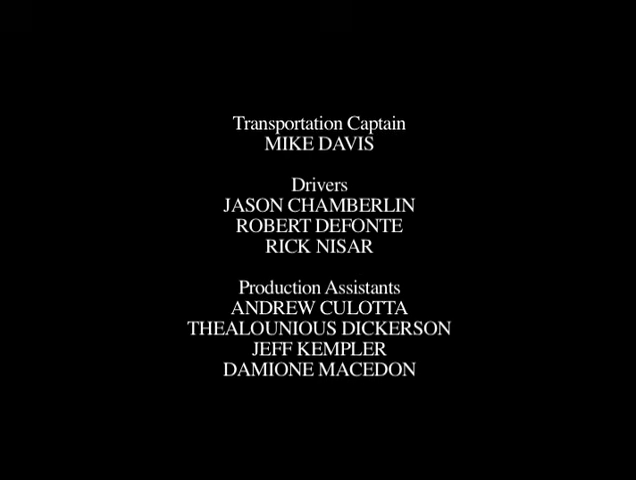 Transportation Captain
MIKE DAVIS
Drivers
JASON CHAMBERLIN
ROBERT DEFONTE
RICK NISAR
Production Assistants
ANDREW CULOTTA
THEALOUNIOUS DICKERSON
JEFF KEMPLER
DAMIONE MACEDON